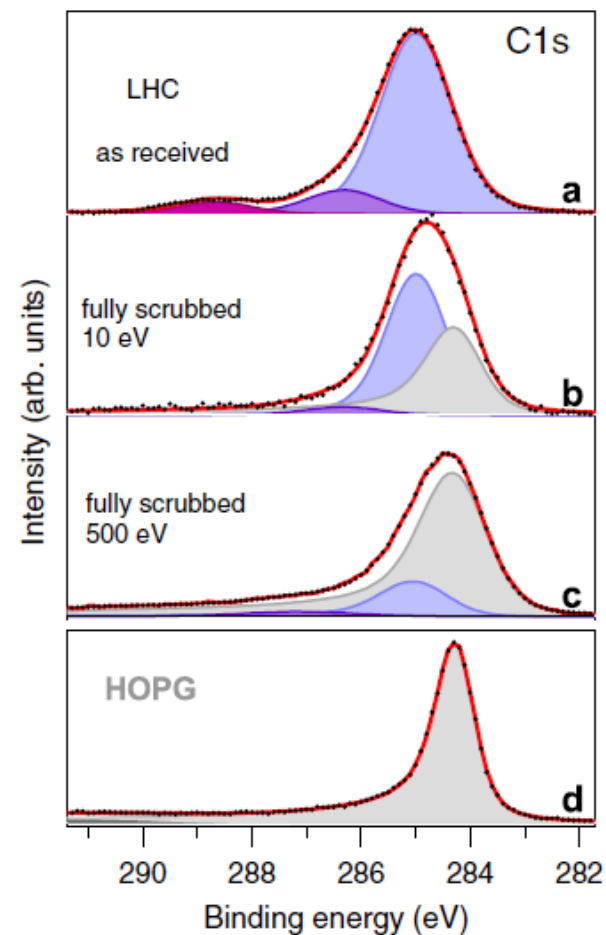 C1s
LHC
as received
a
fully scrubbed
10 eV
b
fully scrubbed
500 eV
c
HOPG
d
Intensity (arb. units)
290 288 286 284 282
Binding energy (eV)